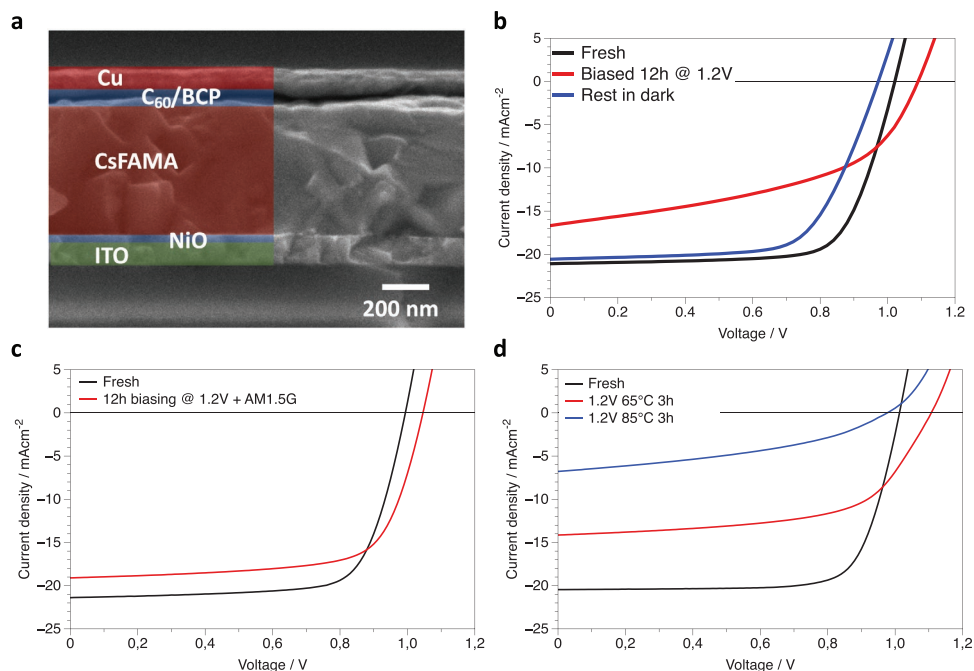 a
Cu
C60/BCP
CsFAMA
NiO
ITO
200 nm
b
Fresh
Biased 12h @ 1.2V
Rest in dark
5
0
−5
−10
−15
−20
−25
Current density / mAcm−2
0
0.2
0.4
0.6
0.8
1.0
1.2
Voltage / V
c
Fresh
12h biasing @ 1.2V + AM1.5G
5
0
−5
−10
−15
−20
−25
Current density / mAcm−2
0
0,2
0,4
0,6
0,8
1,0
1,2
Voltage / V
d
Fresh
1.2V 65°C 3h
1.2V 85°C 3h
5
0
−5
−10
−15
−20
−25
Current density / mAcm−2
0
0,2
0,4
0,6
0,8
1,0
1,2
Voltage / V